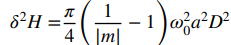 δ²H = π/4 ( 1/|m| − 1 ) ω₀²a²D²